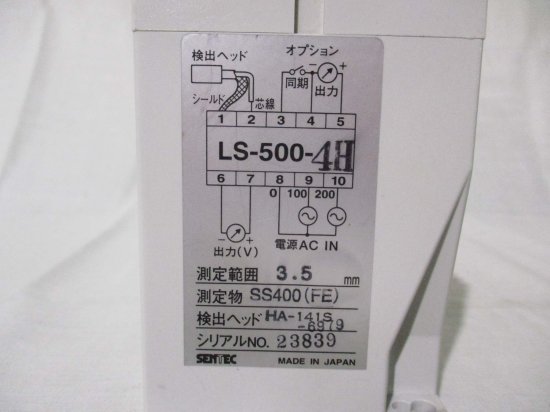 オプション
検出ヘッド
同期
− +
出力
シールド
芯線
1 2 3 4 5
LS-500-4H
6 7 8 9 10
0 100 200
− +
出力(V)
電源AC IN
測定範囲 3.5 mm
測定物 SS400(FE)
検出ヘッド HA-141S
-6979
シリアルNO. 23839
SENTEC MADE IN JAPAN